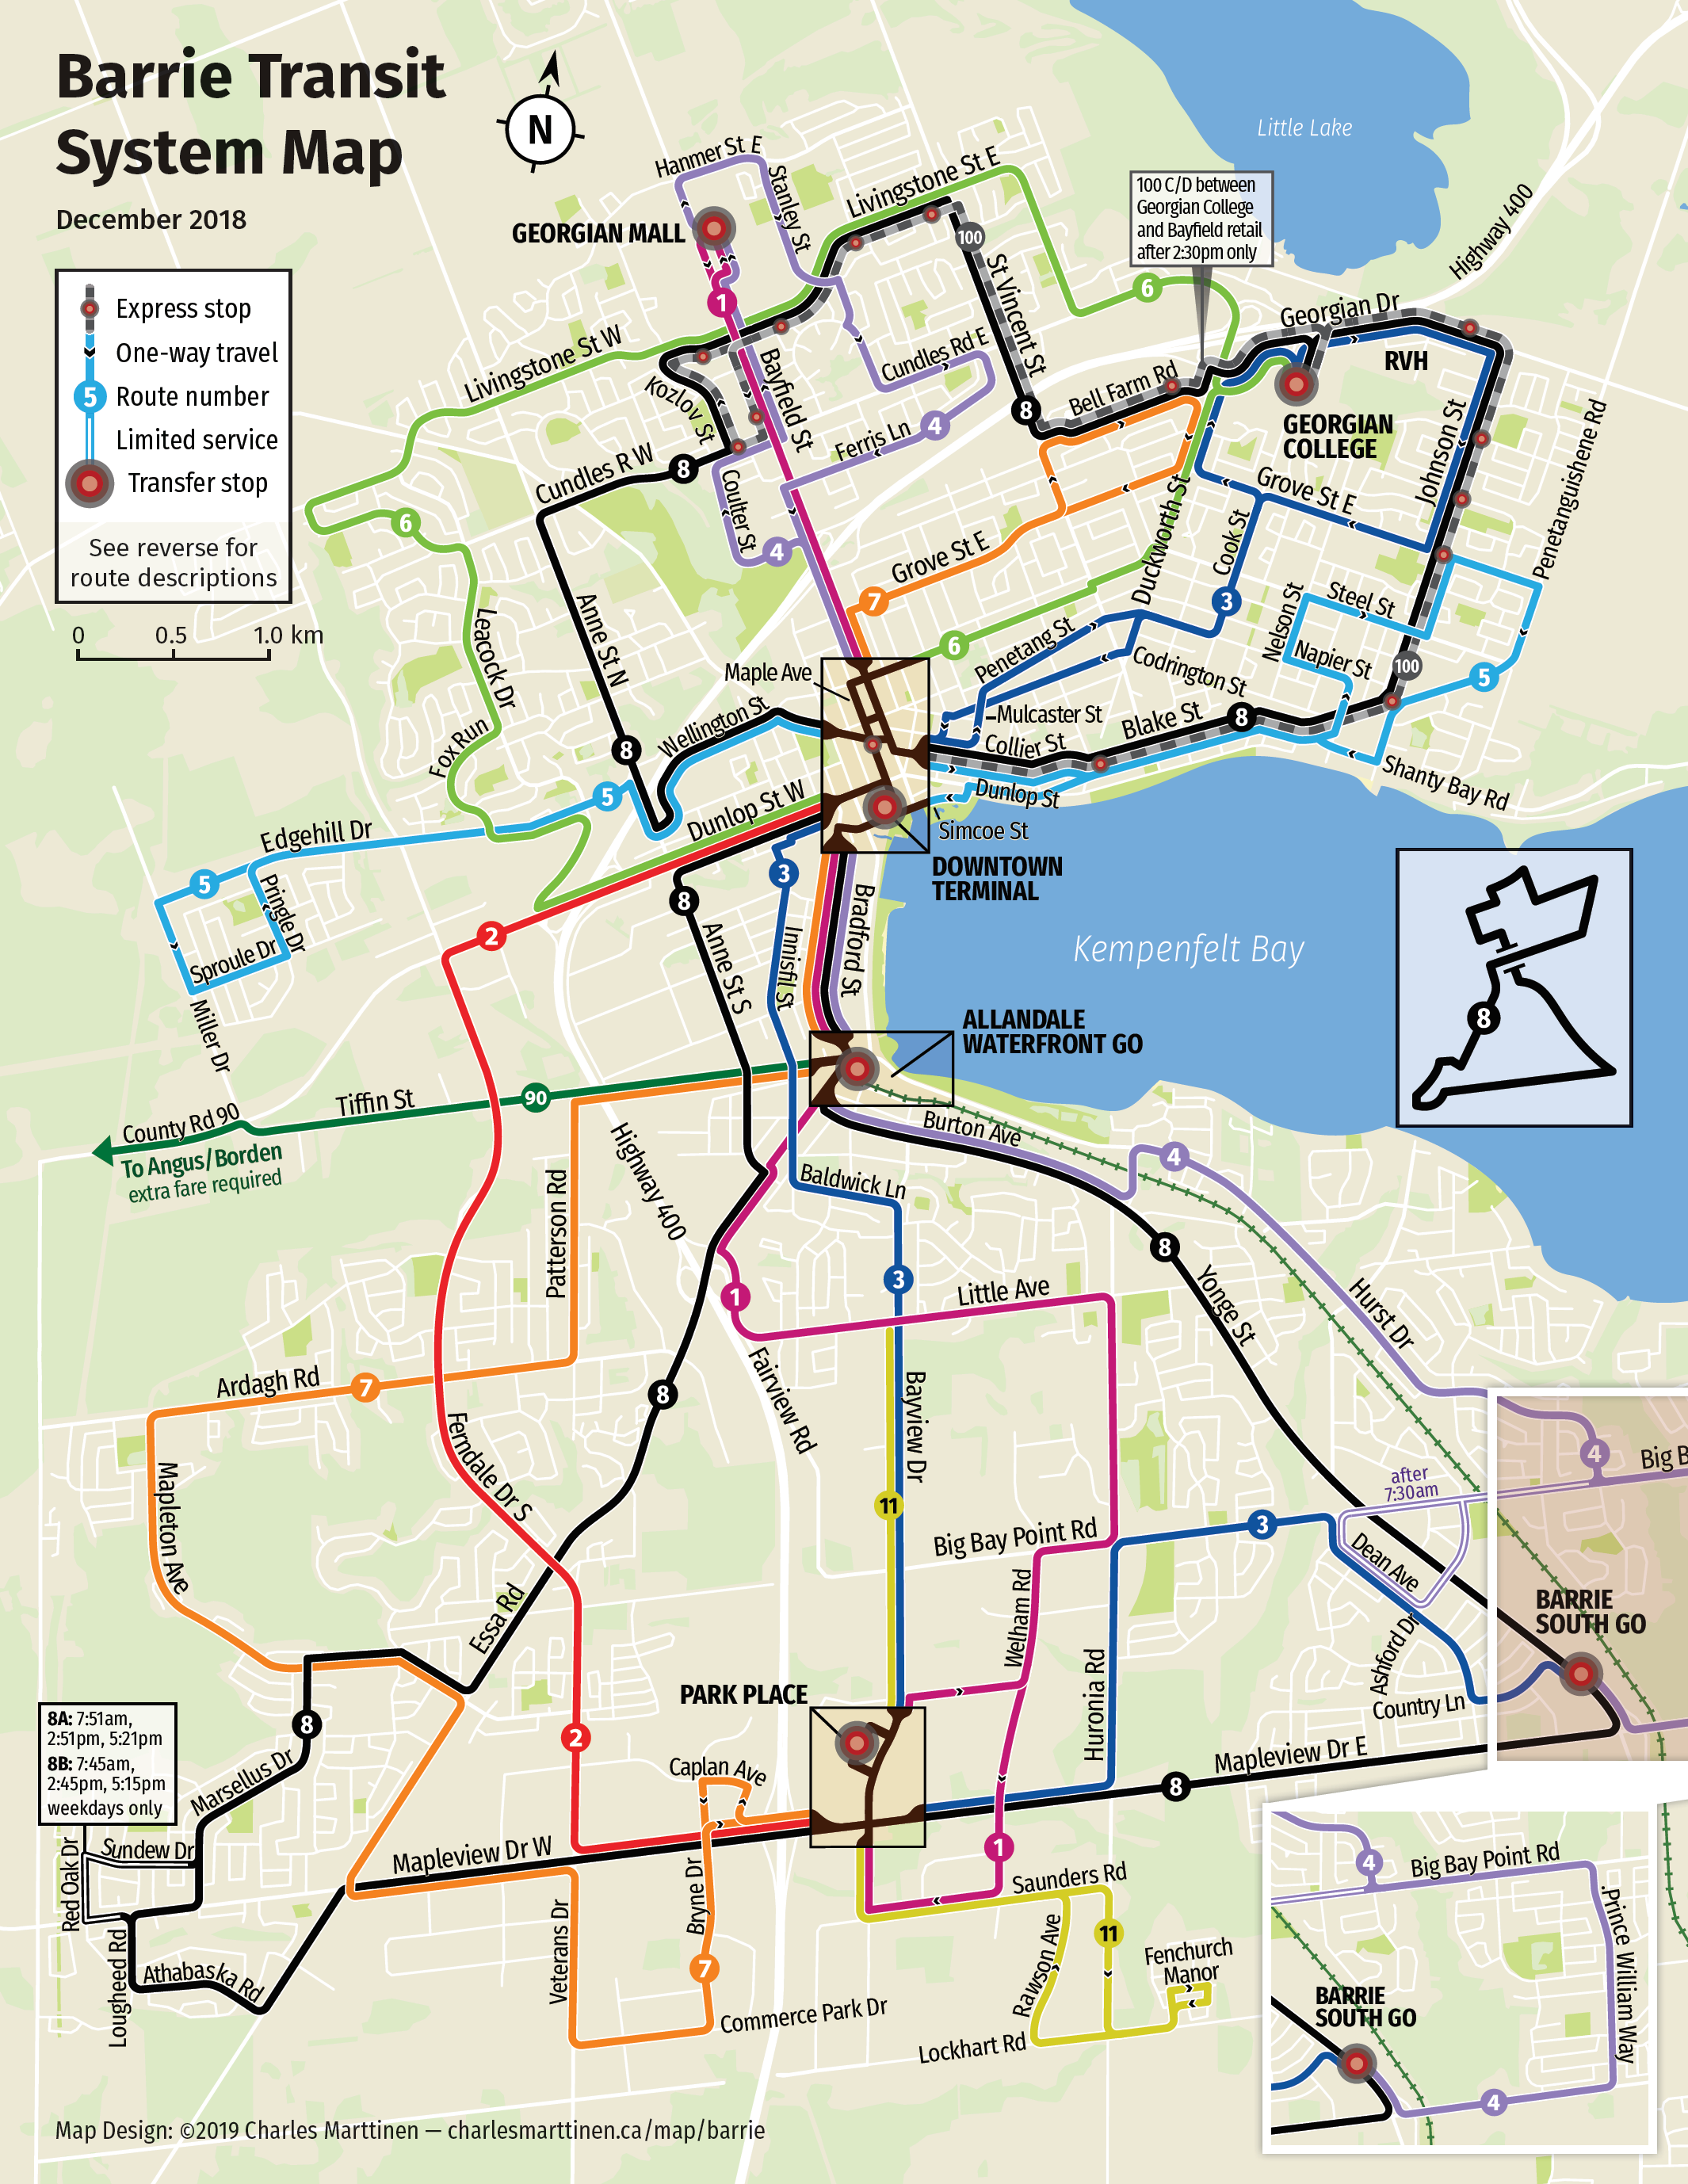 Barrie Transit
System Map
December 2018
N
Express stop
One-way travel
5
Route number
Limited service
Transfer stop
See reverse for
route descriptions
0
0.5
1.0 km
Little Lake
Highway 400
100 C/D between
Georgian College
and Bayfield retail
after 2:30pm only
Hanmer St E
Stanley St
GEORGIAN MALL
Livingstone St E
100
St Vincent St
6
1
Georgian Dr
RVH
Livingstone St W
Kozlov St
Bayfield St
Cundles Rd E
Bell Farm Rd
8
GEORGIAN
COLLEGE
Johnson St
Penetanguishene Rd
Ferris Ln
4
Cundles R W
8
Coulter St
4
6
Grove St E
Duckworth St
Cook St
Grove St E
7
3
Steel St
Nelson St
Napier St
100
5
Leacock Dr
Anne St N
6
Penetang St
Codrington St
Maple Ave
Mulcaster St
Collier St
Blake St
8
Wellington St
8
Fox Run
5
Dunlop St
Simcoe St
Shanty Bay Rd
Dunlop St W
DOWNTOWN
TERMINAL
Edgehill Dr
5
Pringle Dr
Sproule Dr
Miller Dr
3
8
2
Anne St S
Innisfil St
Bradford St
Kempenfelt Bay
8
ALLANDALE
WATERFRONT GO
90
Tiffin St
County Rd 90
To Angus/Borden
extra fare required
Highway 400
Burton Ave
4
Patterson Rd
Baldwick Ln
8
3
1
Little Ave
Yonge St
Hurst Dr
Ardagh Rd
7
8
Fairview Rd
Bayview Dr
Ferndale Dr S
Mapleton Ave
11
Big Bay Point Rd
3
after
7:30am
4
Big B
Dean Ave
BARRIE
SOUTH GO
Essa Rd
Welham Rd
Huronia Rd
Ashford Dr
Country Ln
PARK PLACE
8A: 7:51am,
2:51pm, 5:21pm
8B: 7:45am,
2:45pm, 5:15pm
weekdays only
8
2
Marsellus Dr
Caplan Ave
Mapleview Dr E
8
Sundew Dr
Red Oak Dr
Mapleview Dr W
1
Saunders Rd
Bryne Dr
Veterans Dr
7
11
Rawson Ave
Fenchurch
Manor
Lougheed Rd
Athabaska Rd
Commerce Park Dr
Lockhart Rd
4
Big Bay Point Rd
Prince William Way
BARRIE
SOUTH GO
4
Map Design: ©2019 Charles Marttinen — charlesmarttinen.ca/map/barrie